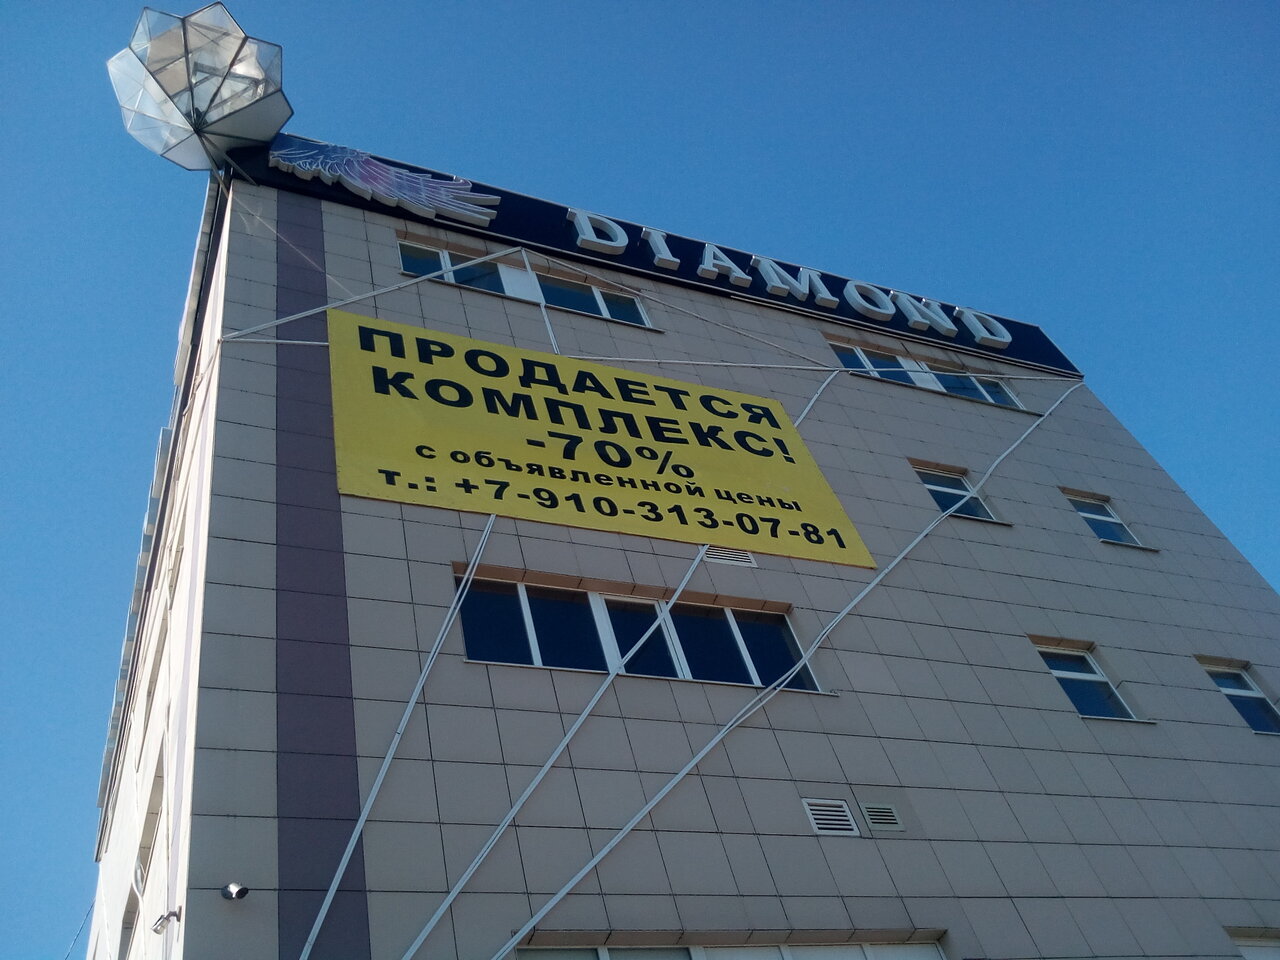 DIAMOND
ПРОДАЕТСЯ
КОМПЛЕКС!
-70%
с объявленной цены
т.: +7-910-313-07-81